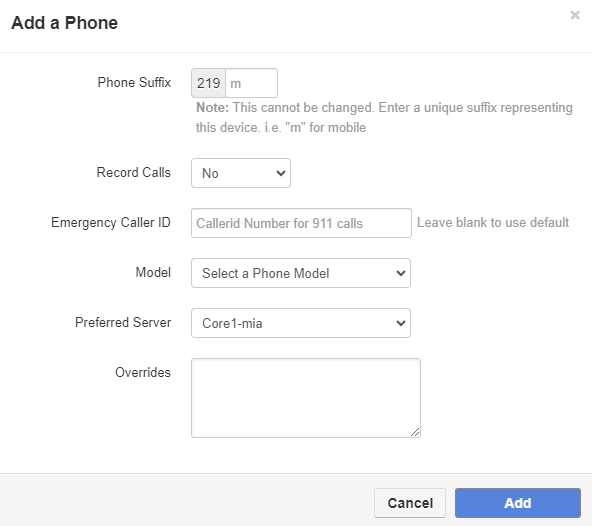 Add a Phone ×
Phone Suffix 219 m
Note: This cannot be changed. Enter a unique suffix representing
this device. i.e. "m" for mobile
Record Calls No
Emergency Caller ID Callerid Number for 911 calls Leave blank to use default
Model Select a Phone Model
Preferred Server Core1-mia
Overrides
Cancel Add